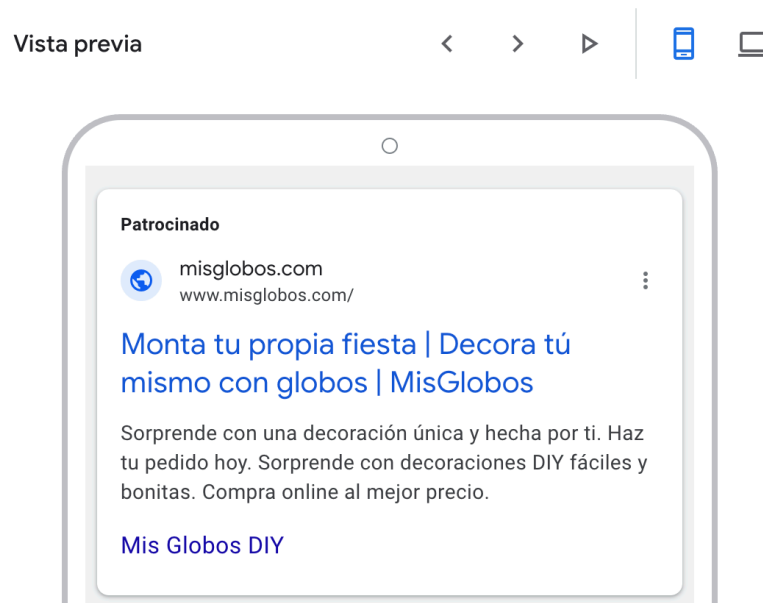 Vista previa
Patrocinado
misglobos.com
www.misglobos.com/
Monta tu propia fiesta | Decora tú
mismo con globos | MisGlobos
Sorprende con una decoración única y hecha por ti. Haz
tu pedido hoy. Sorprende con decoraciones DIY fáciles y
bonitas. Compra online al mejor precio.
Mis Globos DIY